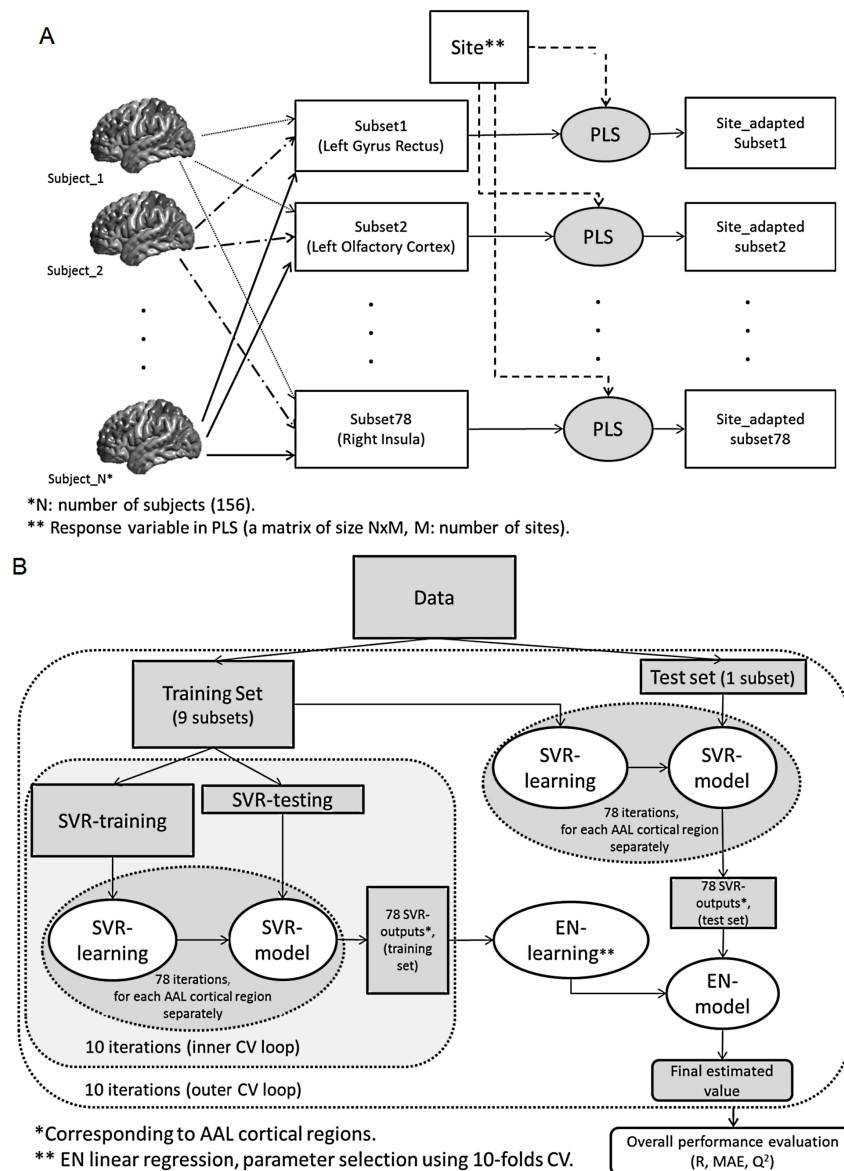 A
Site**
Subject_1
Subset1
(Left Gyrus Rectus)
PLS
Site_adapted
Subset1
Subject_2
Subset2
(Left Olfactory Cortex)
PLS
Site_adapted
subset2
Subject_N*
Subset78
(Right Insula)
PLS
Site_adapted
subset78
*N: number of subjects (156).
** Response variable in PLS (a matrix of size NxM, M: number of sites).
B
Data
Training Set
(9 subsets)
Test set (1 subset)
SVR-
learning
SVR-
model
78 iterations,
for each AAL cortical region
separately
SVR-training
SVR-testing
SVR-
learning
SVR-
model
78 iterations,
for each AAL cortical region
separately
78 SVR-
outputs*,
(training
set)
10 iterations (inner CV loop)
10 iterations (outer CV loop)
EN-
learning**
78 SVR-
outputs*,
(test set)
EN-
model
Final estimated
value
Overall performance evaluation
(R, MAE, Q²)
*Corresponding to AAL cortical regions.
** EN linear regression, parameter selection using 10-folds CV.